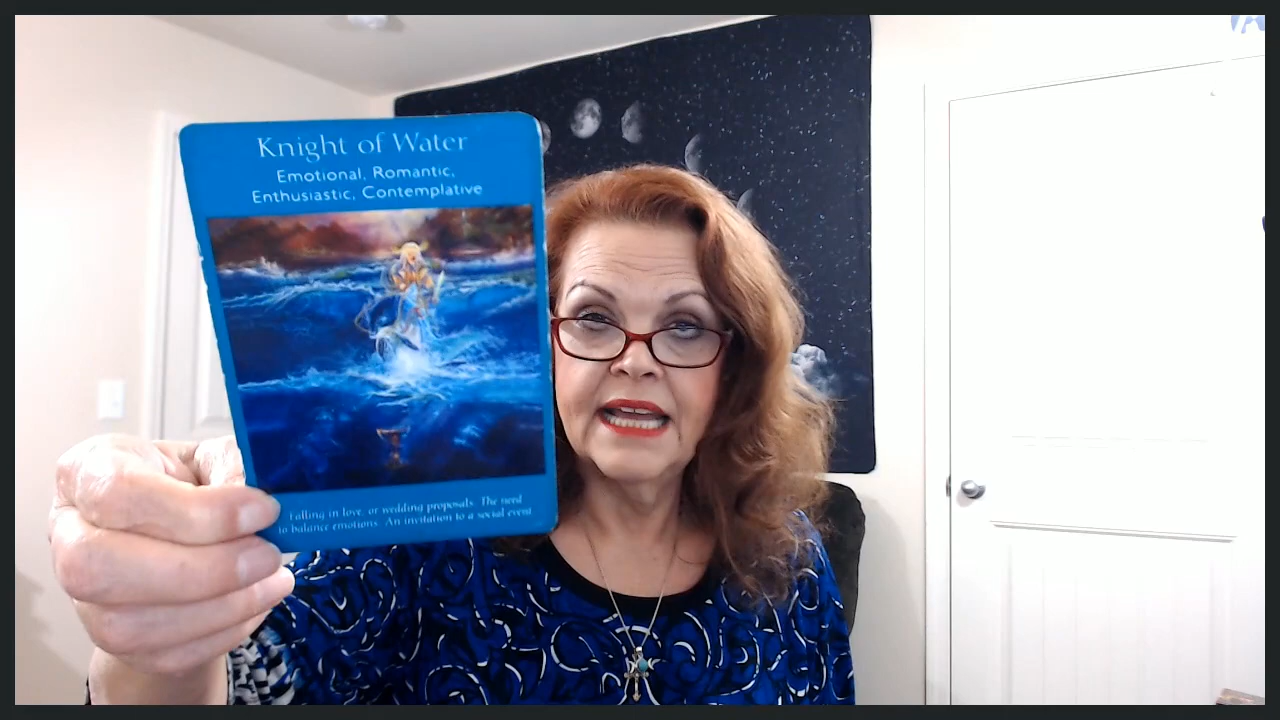 Knight of Water
Emotional, Romantic,
Enthusiastic, Contemplative
Falling in love, or wedding proposals. The need
to balance emotions. An invitation to a social event